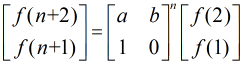 [f(n+2)] = [a b]ⁿ [f(2)]
[f(n+1)] [1 0] [f(1)]